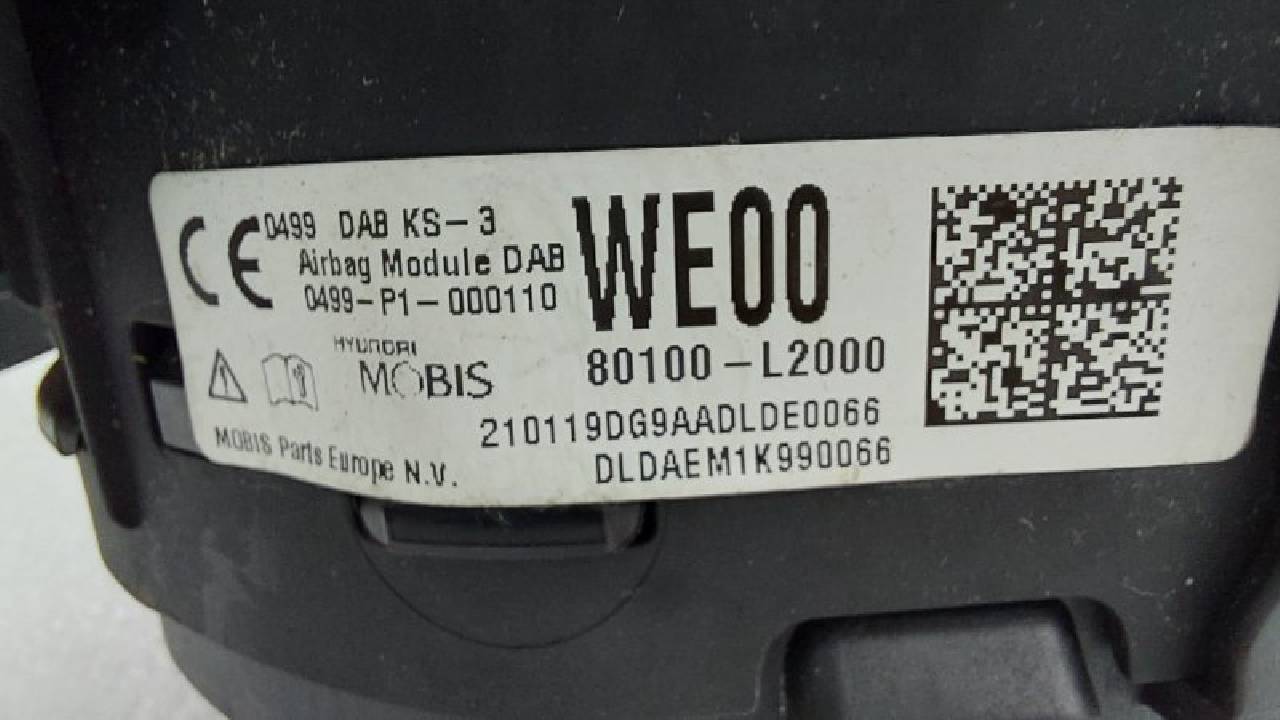 CE 0499 DAB KS-3
Airbag Module DAB
0499-P1-000110
WE00
HYUNDAI
MOBIS
80100-L2000
210119DG9AADLDE0066
MOBIS Parts Europe N.V.
DLDAEM1K990066